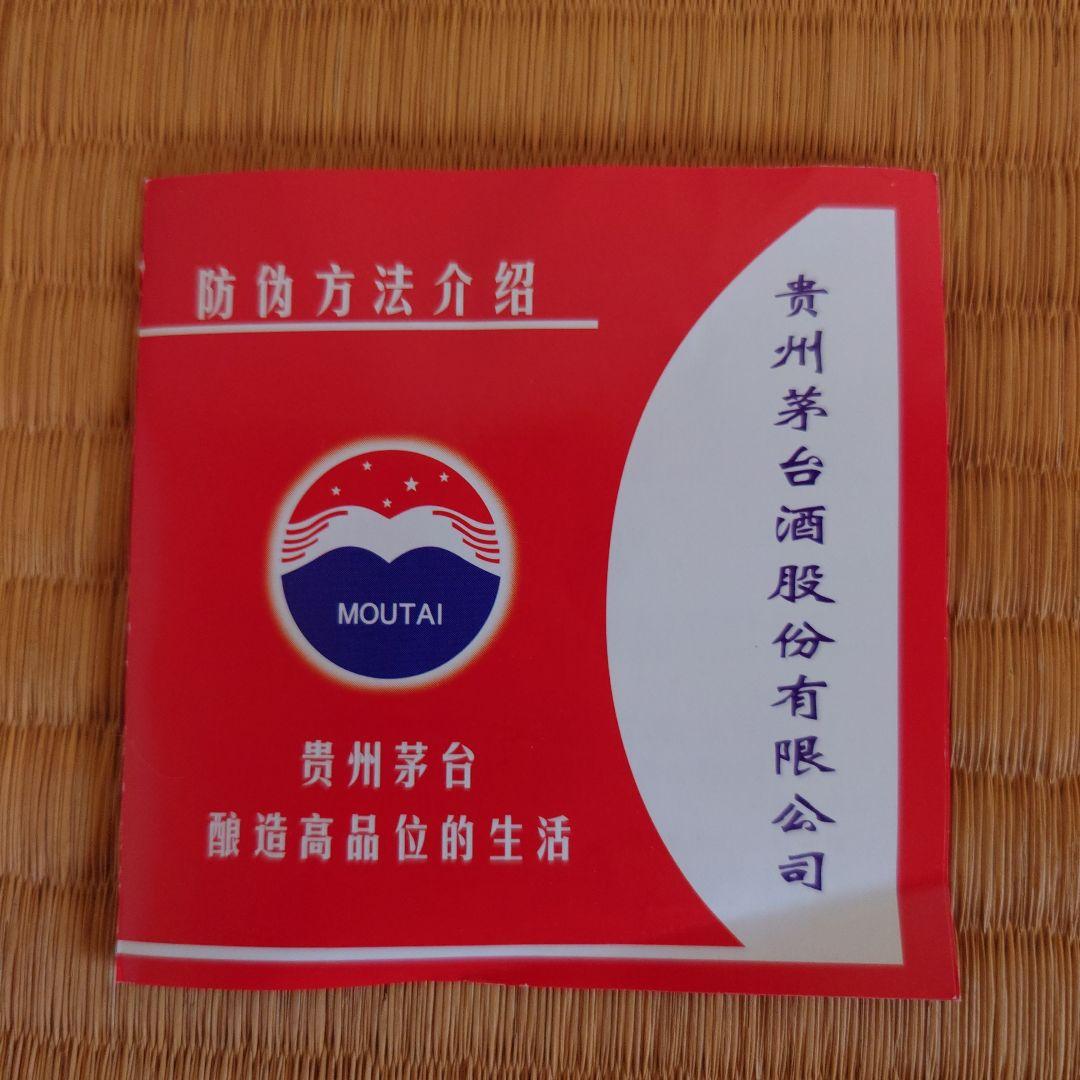 防伪方法介绍
MOUTAI
贵州茅台
酿造高品位的生活
贵州茅台酒股份有限公司